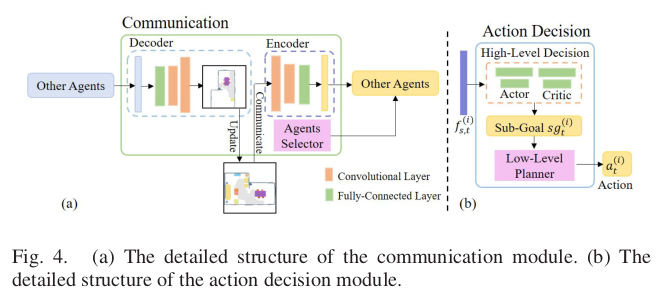 Communication
Decoder
Encoder
Other Agents
Other Agents
Update
Communicate
Agents
Selector
Convolutional Layer
Fully-Connected Layer
(a)
Action Decision
High-Level Decision
Actor
Critic
f_{s,t}^{(i)}
Sub-Goal sg_t^{(i)}
Low-Level
Planner
a_t^{(i)}
Action
(b)
Fig. 4. (a) The detailed structure of the communication module. (b) The
detailed structure of the action decision module.